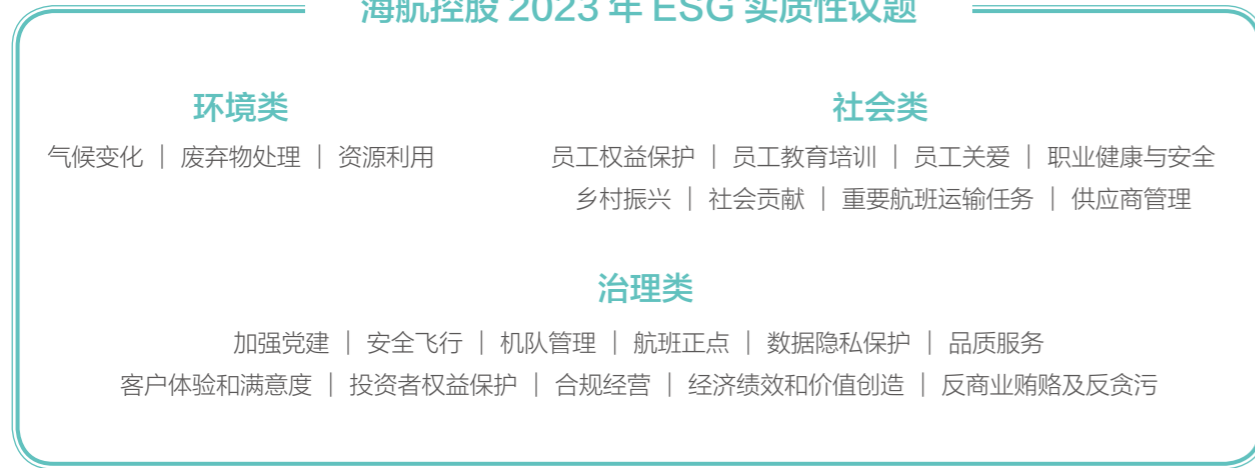 海航控股 2023 年 ESG 实质性议题
环境类
气候变化 | 废弃物处理 | 资源利用
社会类
员工权益保护 | 员工教育培训 | 员工关爱 | 职业健康与安全
乡村振兴 | 社会贡献 | 重要航班运输任务 | 供应商管理
治理类
加强党建 | 安全飞行 | 机队管理 | 航班正点 | 数据隐私保护 | 品质服务
客户体验和满意度 | 投资者权益保护 | 合规经营 | 经济绩效和价值创造 | 反商业贿赂及反贪污